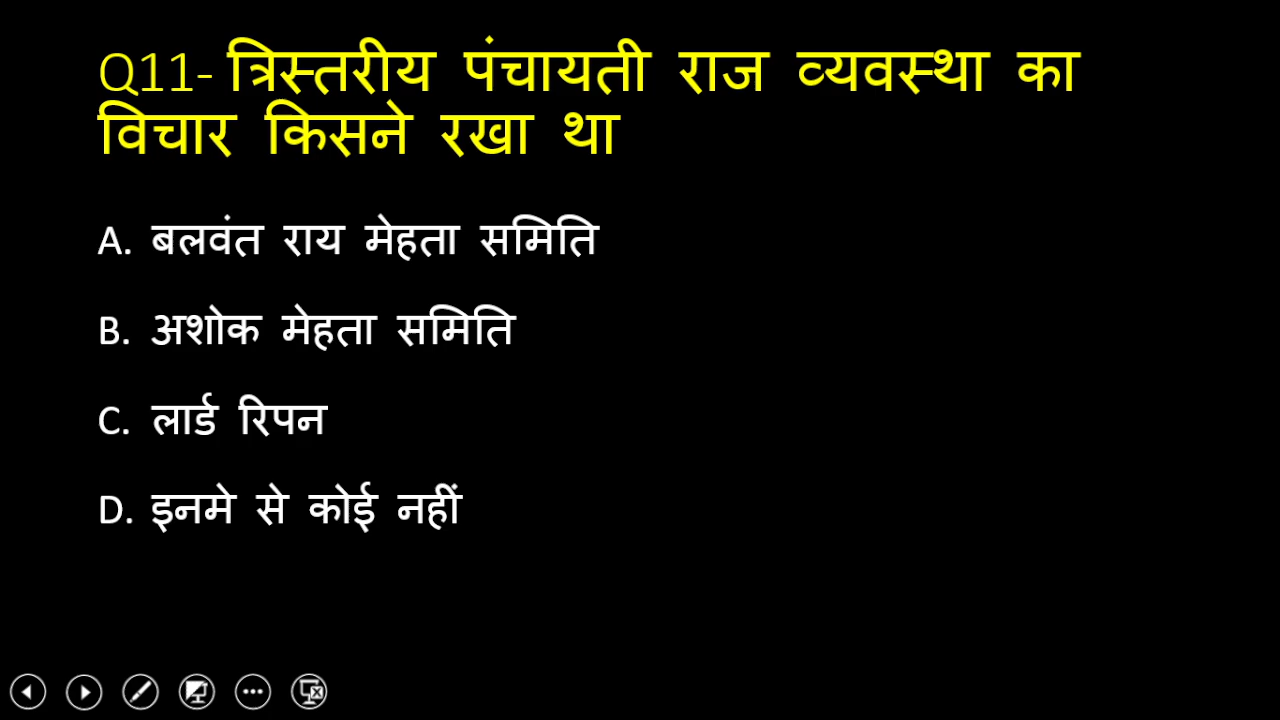 Q11- त्रिस्तरीय पंचायती राज व्यवस्था का
विचार किसने रखा था
A. बलवंत राय मेहता समिति
B. अशोक मेहता समिति
C. लार्ड रिपन
D. इनमे से कोई नहीं